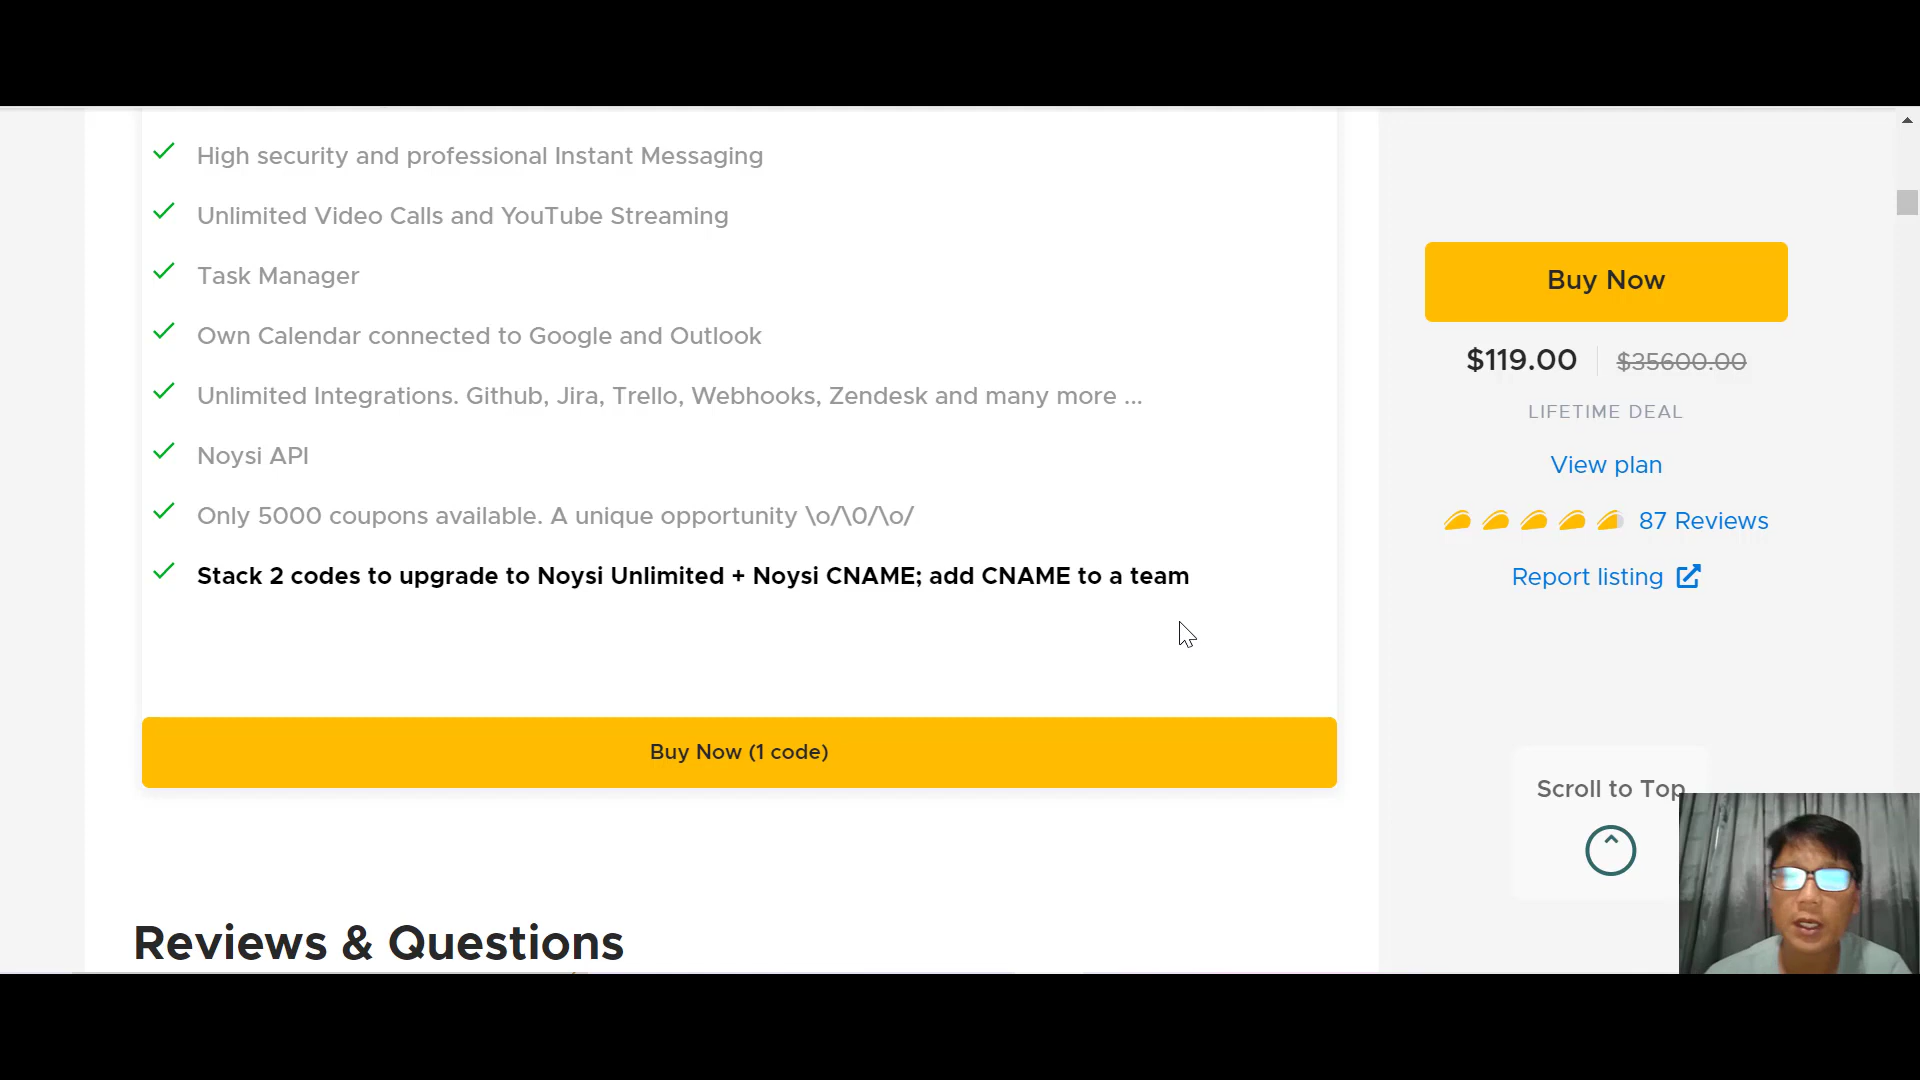 High security and professional Instant Messaging
Unlimited Video Calls and YouTube Streaming
Task Manager
Own Calendar connected to Google and Outlook
Unlimited Integrations. Github, Jira, Trello, Webhooks, Zendesk and many more ...
Noysi API
Only 5000 coupons available. A unique opportunity \o/\0/\o/
Stack 2 codes to upgrade to Noysi Unlimited + Noysi CNAME; add CNAME to a team
Buy Now (1 code)
Reviews & Questions
Buy Now
$119.00 $35600.00
LIFETIME DEAL
View plan
87 Reviews
Report listing
Scroll to Top